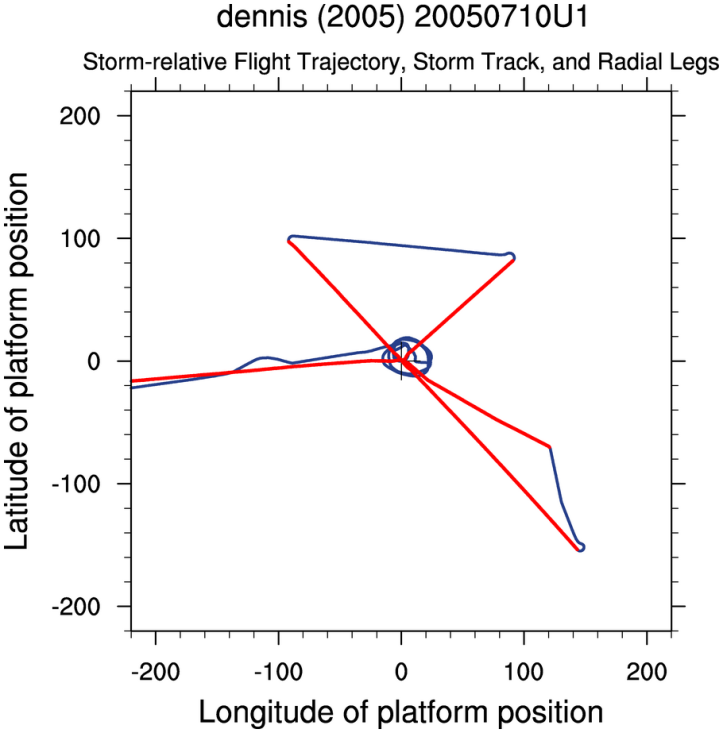 dennis (2005) 20050710U1
Storm-relative Flight Trajectory, Storm Track, and Radial Legs
200
100
0
-100
-200
Latitude of platform position
-200 -100 0 100 200
Longitude of platform position